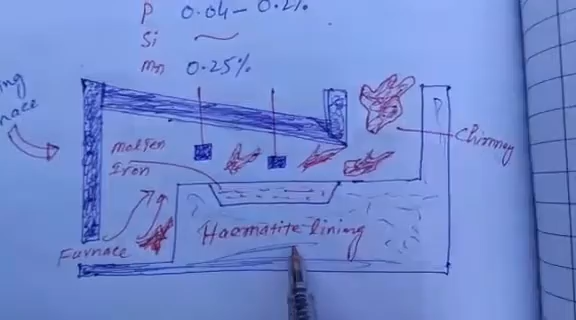 P 0.04 - 0.2%
Si
Mn 0.25%
molten
Iron
Chimney
Haematite lining
Furnace